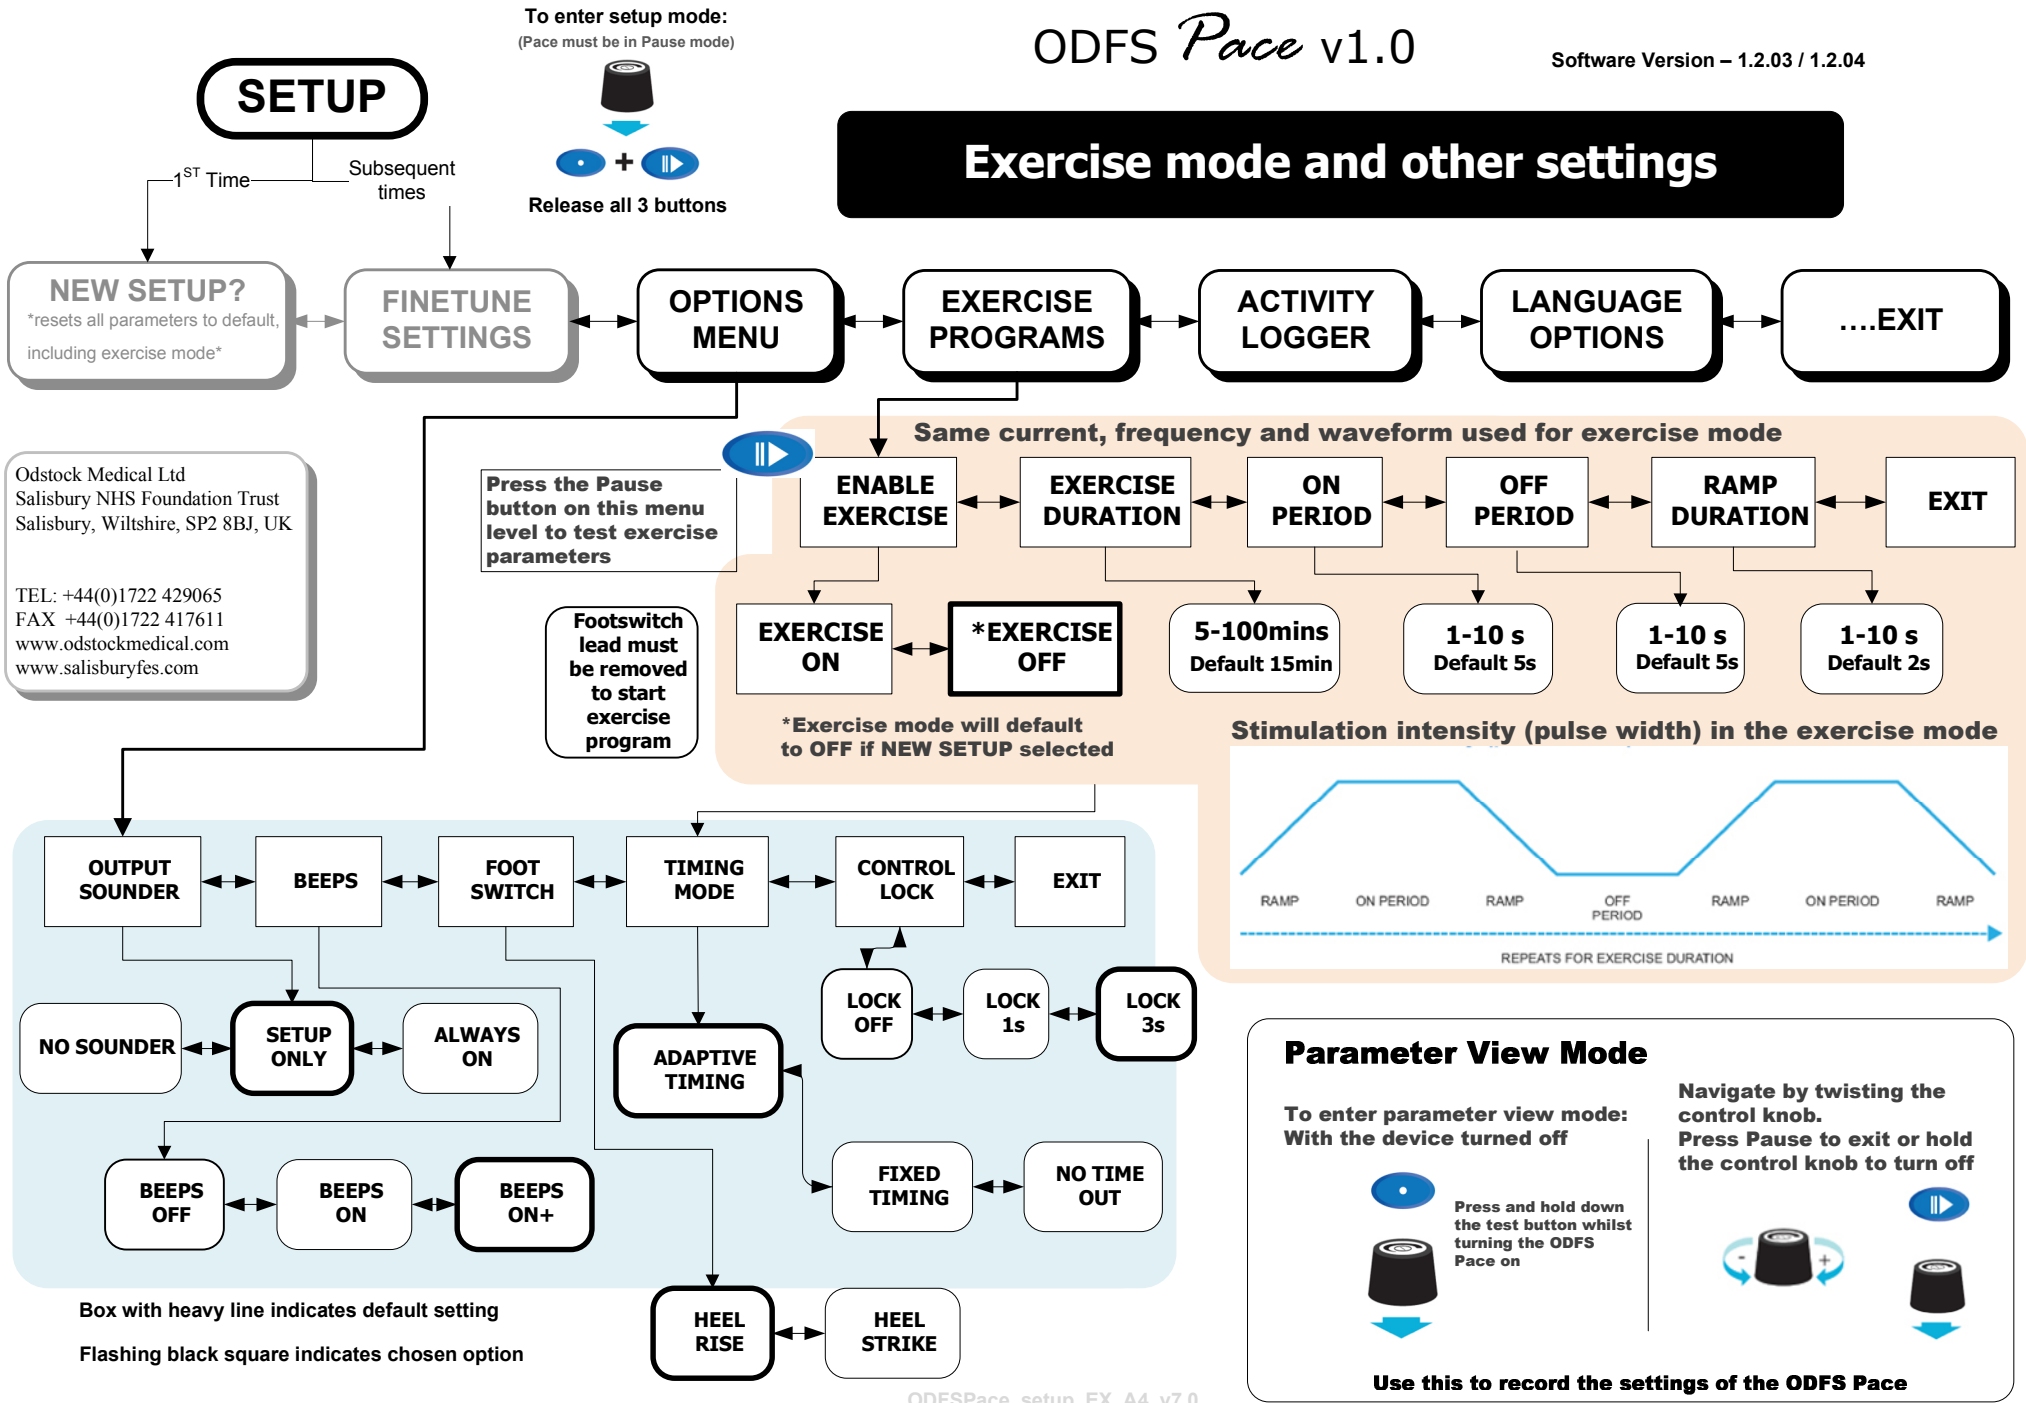 To enter setup mode:
(Pace must be in Pause mode)
Release all 3 buttons
ODFS Pace v1.0
Software Version – 1.2.03 / 1.2.04
SETUP
1ST Time
Subsequent
times
Exercise mode and other settings
NEW SETUP?
*resets all parameters to default,
including exercise mode*
FINETUNE
SETTINGS
OPTIONS
MENU
EXERCISE
PROGRAMS
ACTIVITY
LOGGER
LANGUAGE
OPTIONS
....EXIT
Odstock Medical Ltd
Salisbury NHS Foundation Trust
Salisbury, Wiltshire, SP2 8BJ, UK
TEL: +44(0)1722 429065
FAX +44(0)1722 417611
www.odstockmedical.com
www.salisburyfes.com
Press the Pause
button on this menu
level to test exercise
parameters
Same current, frequency and waveform used for exercise mode
ENABLE
EXERCISE
EXERCISE
DURATION
ON
PERIOD
OFF
PERIOD
RAMP
DURATION
EXIT
Footswitch
lead must
be removed
to start
exercise
program
EXERCISE
ON
*EXERCISE
OFF
5-100mins
Default 15min
1-10 s
Default 5s
1-10 s
Default 5s
1-10 s
Default 2s
*Exercise mode will default
to OFF if NEW SETUP selected
Stimulation intensity (pulse width) in the exercise mode
RAMP
ON PERIOD
RAMP
OFF
PERIOD
RAMP
ON PERIOD
RAMP
REPEATS FOR EXERCISE DURATION
OUTPUT
SOUNDER
BEEPS
FOOT
SWITCH
TIMING
MODE
CONTROL
LOCK
EXIT
NO SOUNDER
SETUP
ONLY
ALWAYS
ON
ADAPTIVE
TIMING
LOCK
OFF
LOCK
1s
LOCK
3s
BEEPS
OFF
BEEPS
ON
BEEPS
ON+
FIXED
TIMING
NO TIME
OUT
HEEL
RISE
HEEL
STRIKE
Box with heavy line indicates default setting
Flashing black square indicates chosen option
Parameter View Mode
To enter parameter view mode:
With the device turned off
Press and hold down
the test button whilst
turning the ODFS
Pace on
Navigate by twisting the
control knob.
Press Pause to exit or hold
the control knob to turn off
- +
Use this to record the settings of the ODFS Pace
ODFSPace setup EX A4 v7.0